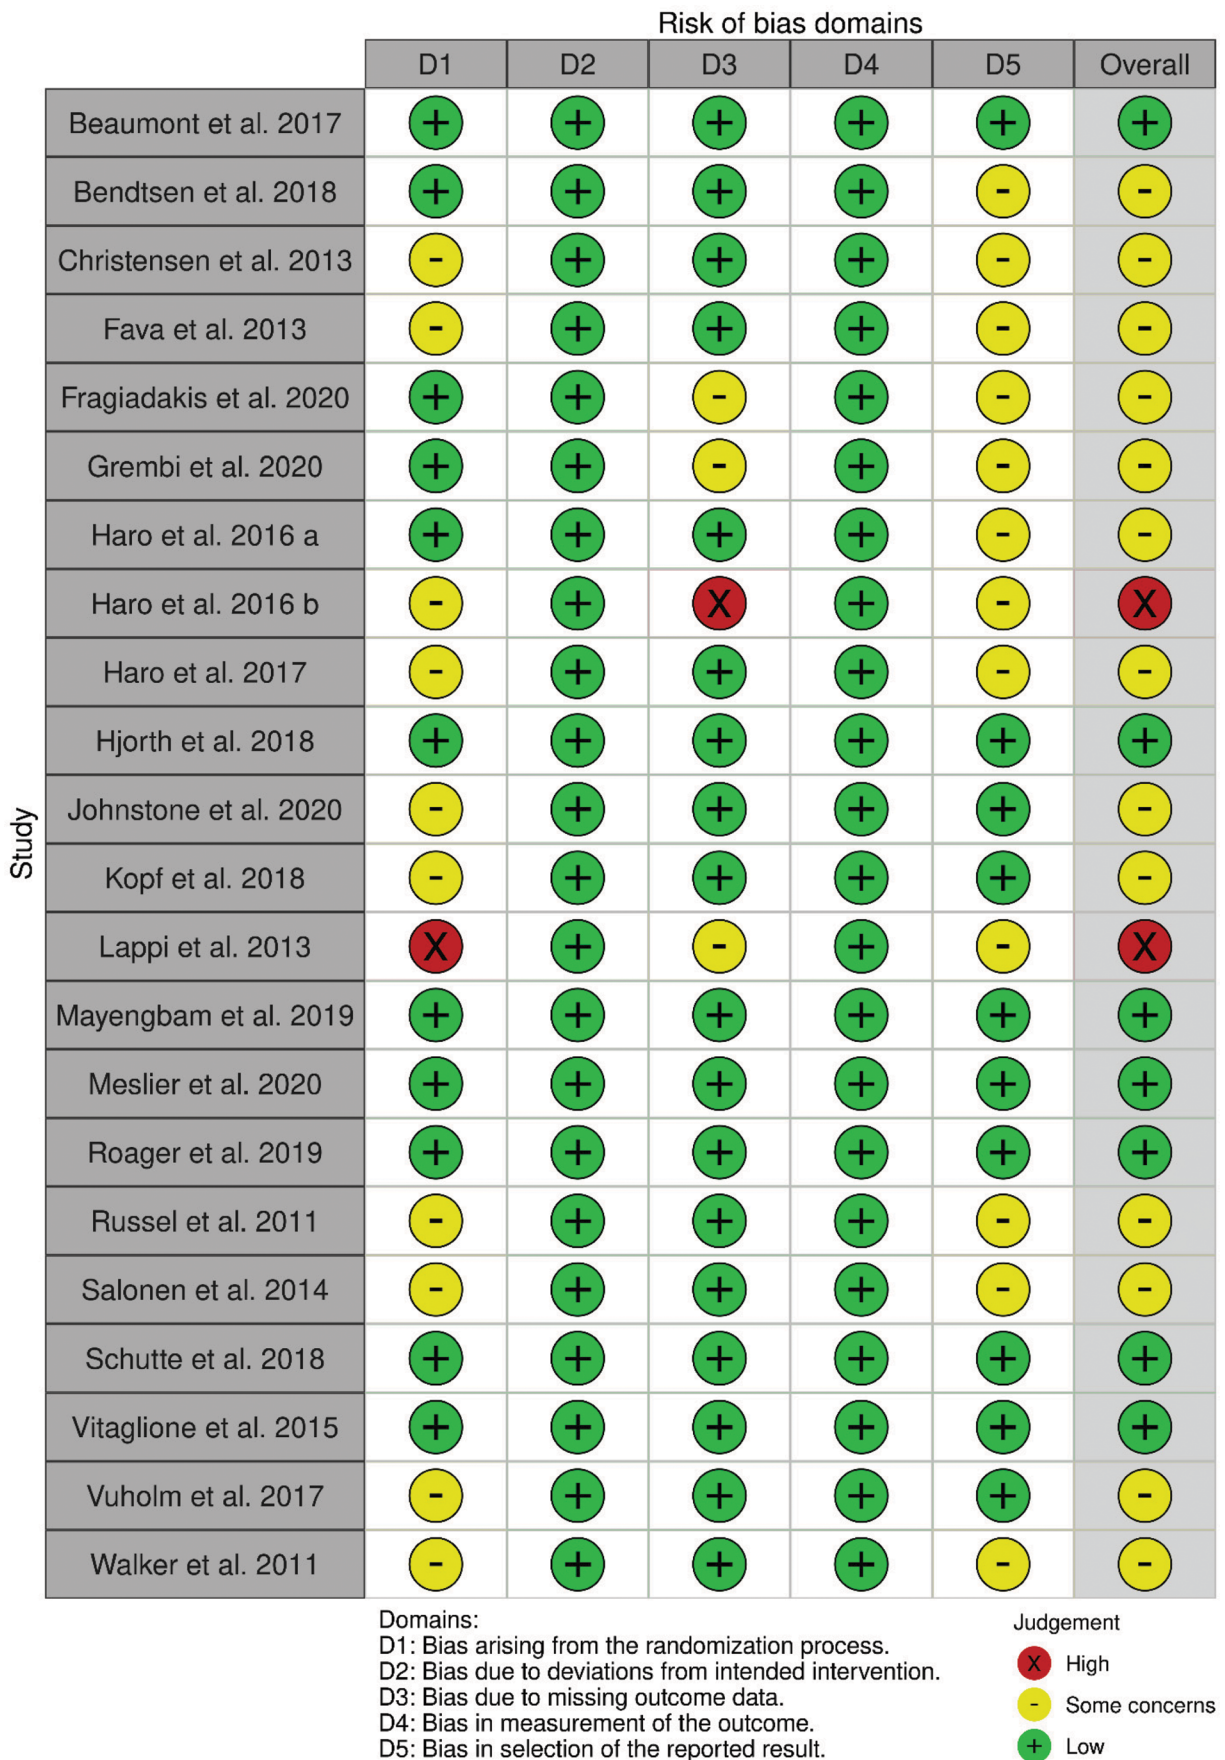 Risk of bias domains
D1 D2 D3 D4 D5 Overall
Study
Beaumont et al. 2017 + + + + + +
Bendtsen et al. 2018 + + + + - -
Christensen et al. 2013 - + + + - -
Fava et al. 2013 - + + + - -
Fragiadakis et al. 2020 + + - + - -
Grembi et al. 2020 + + - + - -
Haro et al. 2016 a + + + + - -
Haro et al. 2016 b - + X + - X
Haro et al. 2017 - + + + - -
Hjorth et al. 2018 + + + + + +
Johnstone et al. 2020 - + + + + -
Kopf et al. 2018 - + + + + -
Lappi et al. 2013 X + - + - X
Mayengbam et al. 2019 + + + + + +
Meslier et al. 2020 + + + + + +
Roager et al. 2019 + + + + + +
Russel et al. 2011 - + + + - -
Salonen et al. 2014 - + + + - -
Schutte et al. 2018 + + + + + +
Vitaglione et al. 2015 + + + + + +
Vuholm et al. 2017 - + + + + -
Walker et al. 2011 - + + + - -
Domains:
D1: Bias arising from the randomization process.
D2: Bias due to deviations from intended intervention.
D3: Bias due to missing outcome data.
D4: Bias in measurement of the outcome.
D5: Bias in selection of the reported result.
Judgement
X High
- Some concerns
+ Low